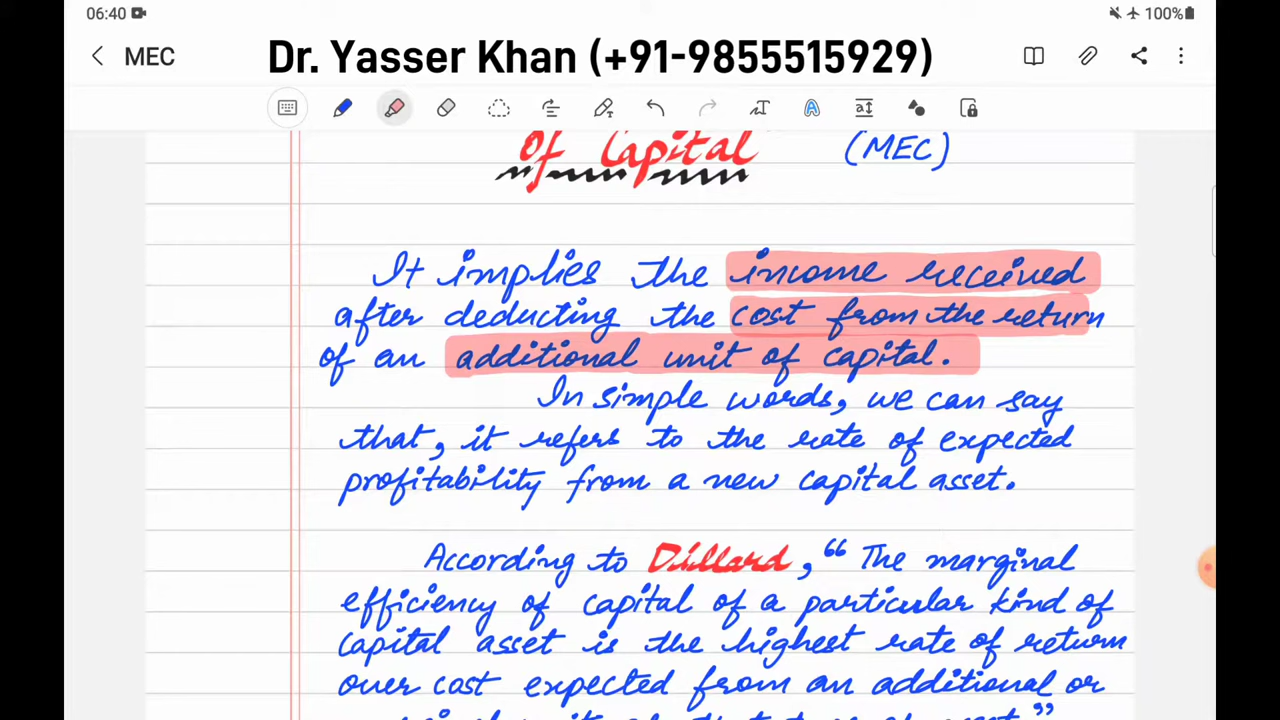 06:40
100%
MEC
Dr. Yasser Khan (+91-9855515929)
Of Capital (MEC)
It implies the income received
after deducting the cost from the return
of an additional unit of capital.
In simple words, we can say
that, it refers to the rate of expected
profitability from a new capital asset.
According to Dillard, "The marginal
efficiency of capital of a particular kind of
capital asset is the highest rate of return
over cost expected from an additional or